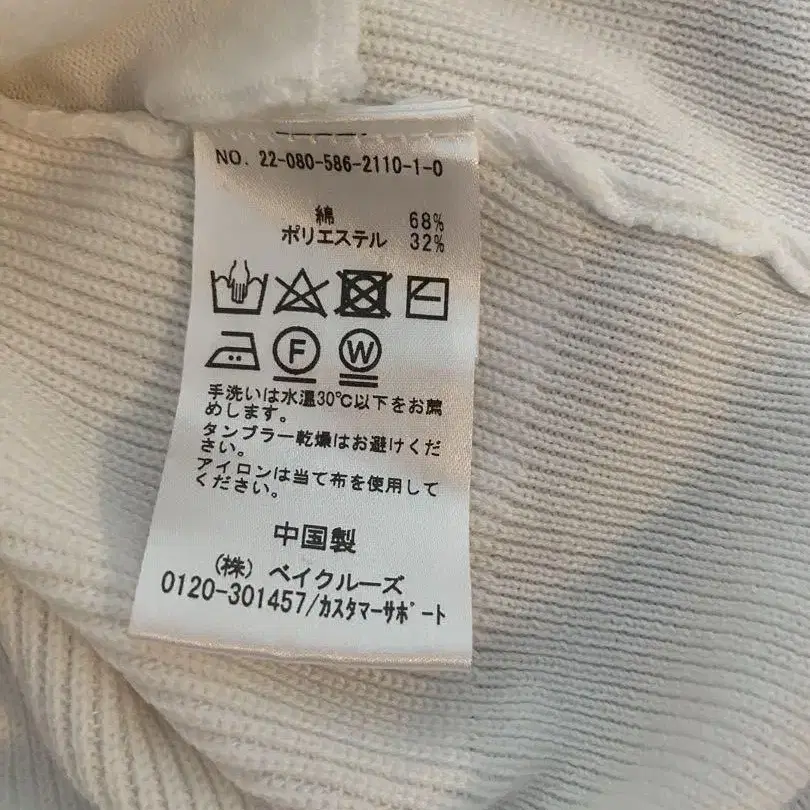 NO. 22-080-586-2110-1-0
綿 68%
ポリエステル 32%
F W
手洗いは水温30℃以下をお薦
めします。
タンブラー乾燥はお避けくだ
さい。
アイロンは当て布を使用して
ください。
中国製
(株) ベイクルーズ
0120-301457/カスタマーサポート